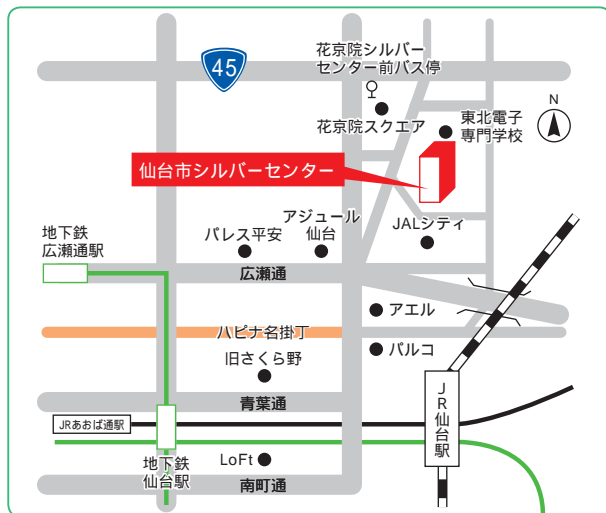 花京院シルバー
センター前バス停
45
N
花京院スクエア
東北電子
専門学校
仙台市シルバーセンター
アジュール
仙台
パレス平安
JALシティ
地下鉄
広瀬通駅
広瀬通
アエル
ハピナ名掛丁
パルコ
旧さくら野
JR仙台駅
青葉通
JRあおば通駅
地下鉄
仙台駅
LoFt
南町通